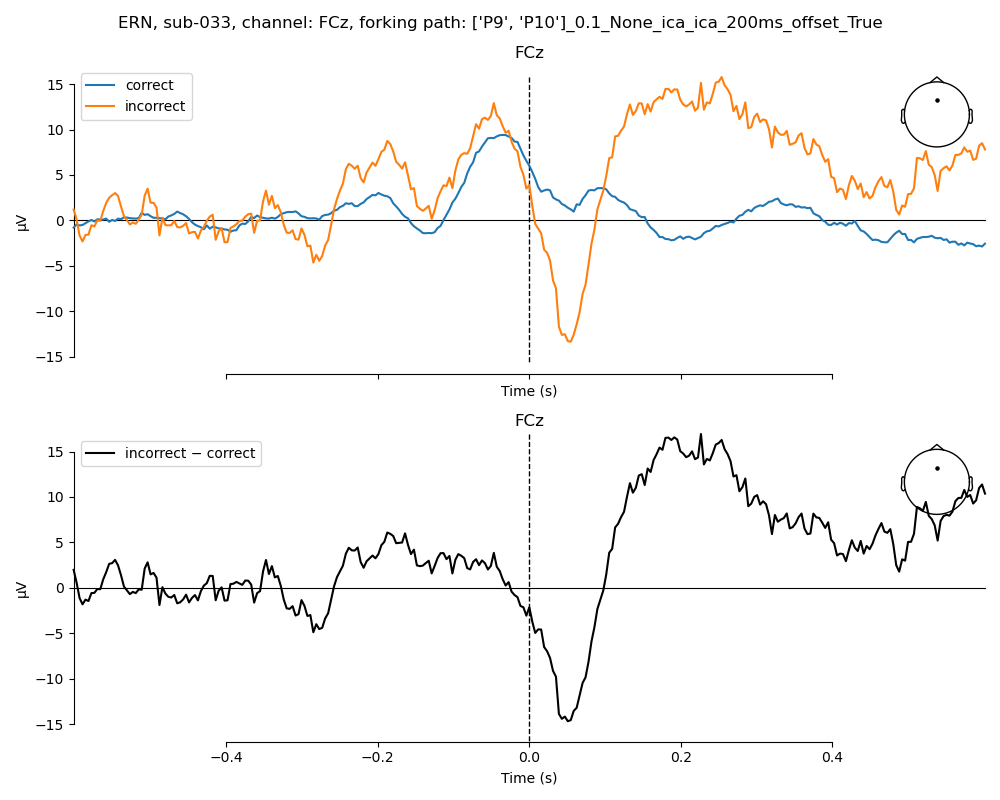 ERN, sub-033, channel: FCz, forking path: ['P9', 'P10']_0.1_None_ica_ica_200ms_offset_True
FCz
correct
incorrect
µV
15
10
5
0
−5
−10
−15
Time (s)
FCz
incorrect − correct
µV
15
10
5
0
−5
−10
−15
−0.4
−0.2
0.0
0.2
0.4
Time (s)